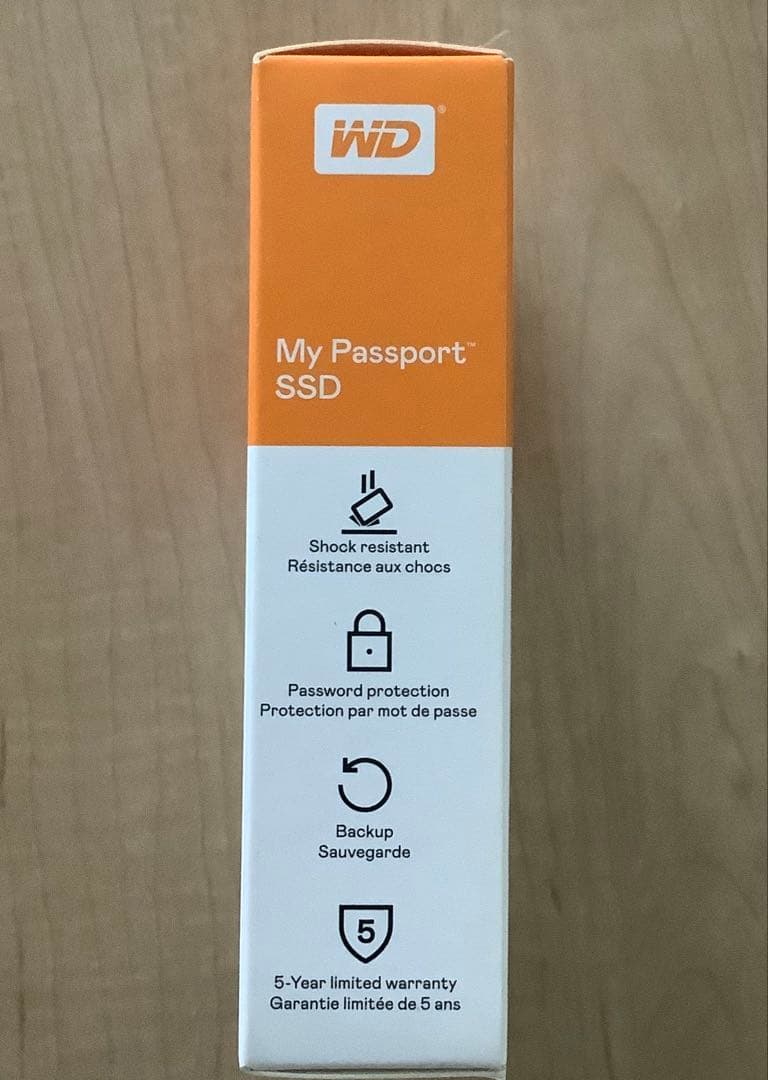 WD®
My Passport™
SSD
Shock resistant
Résistance aux chocs
Password protection
Protection par mot de passe
Backup
Sauvegarde
5
5-Year limited warranty
Garantie limitée de 5 ans